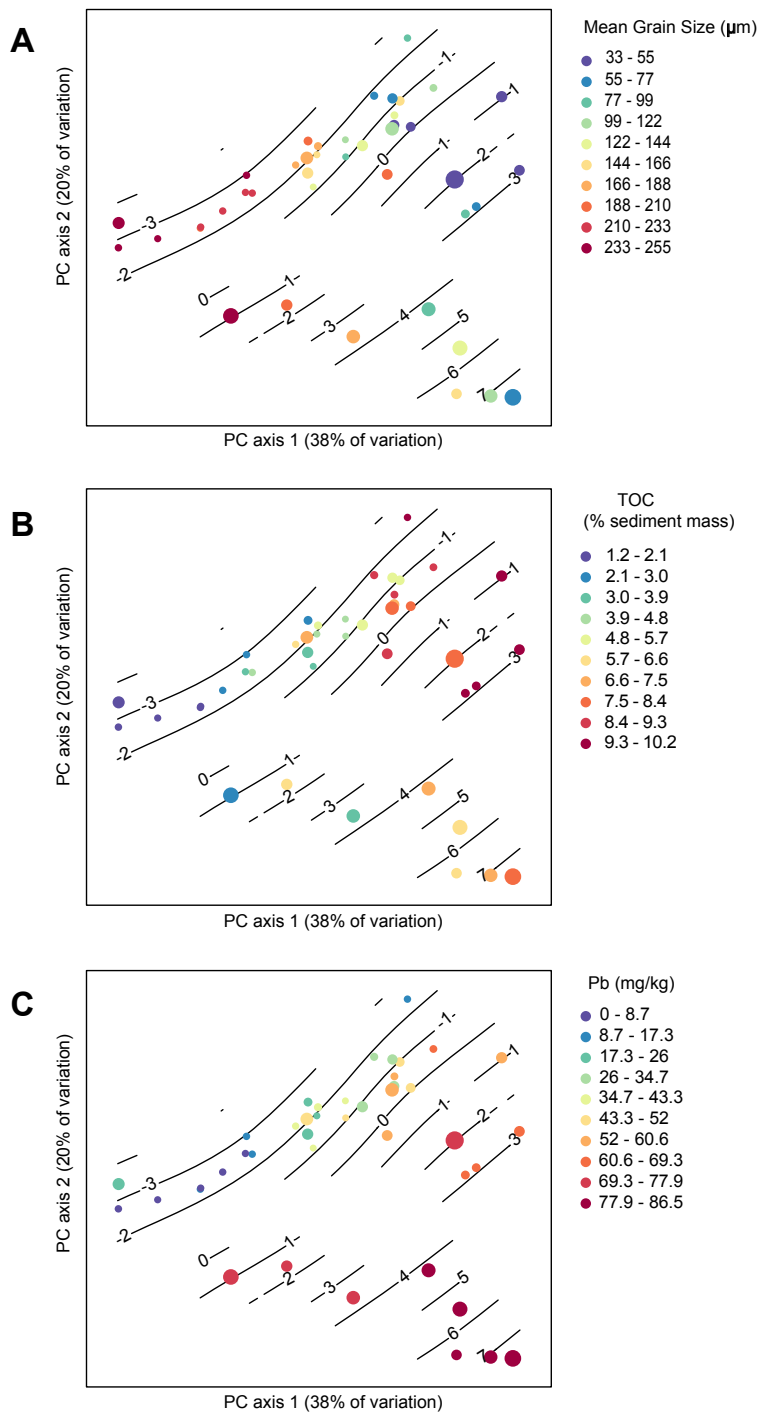 A
Mean Grain Size (µm)
33 - 55
55 - 77
77 - 99
99 - 122
122 - 144
144 - 166
166 - 188
188 - 210
210 - 233
233 - 255
PC axis 2 (20% of variation)
-1-
-1
0
1-
2
3
-3
-2
0
1-
2
3
4
5
6
7
PC axis 1 (38% of variation)
B
TOC
(% sediment mass)
1.2 - 2.1
2.1 - 3.0
3.0 - 3.9
3.9 - 4.8
4.8 - 5.7
5.7 - 6.6
6.6 - 7.5
7.5 - 8.4
8.4 - 9.3
9.3 - 10.2
PC axis 2 (20% of variation)
-1-
-1
0
1-
2
3
-3
-2
0
1-
2
3
4
5
6
7
PC axis 1 (38% of variation)
C
Pb (mg/kg)
0 - 8.7
8.7 - 17.3
17.3 - 26
26 - 34.7
34.7 - 43.3
43.3 - 52
52 - 60.6
60.6 - 69.3
69.3 - 77.9
77.9 - 86.5
PC axis 2 (20% of variation)
-1-
-1
0
1-
2
3
-3
-2
0
1-
2
3
4
5
6
7
PC axis 1 (38% of variation)